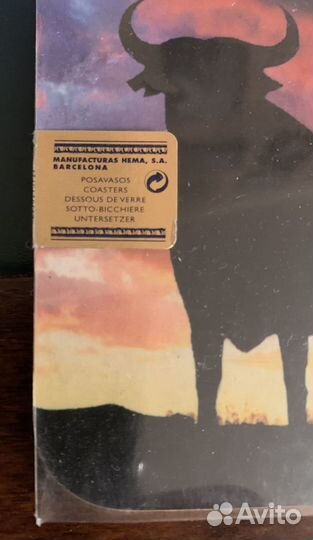 MANUFACTURAS HEMA, S.A.
BARCELONA
POSAVASOS
COASTERS
DESSOUS DE VERRE
SOTTO-BICCHIERE
UNTERSETZER
Avito